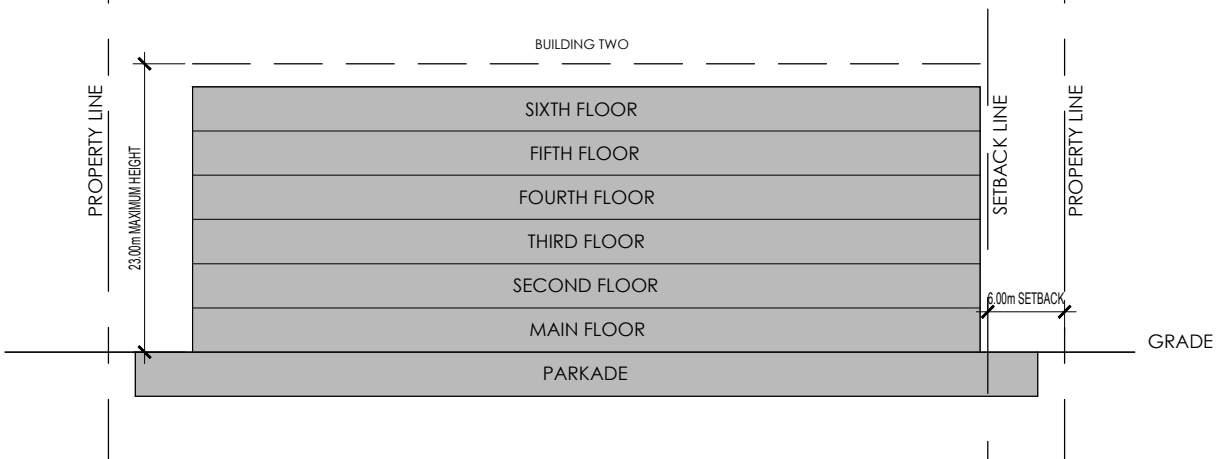 BUILDING TWO
PROPERTY LINE
23.00m MAXIMUM HEIGHT
SIXTH FLOOR
FIFTH FLOOR
FOURTH FLOOR
THIRD FLOOR
SECOND FLOOR
MAIN FLOOR
PARKADE
SETBACK LINE
PROPERTY LINE
6.00m SETBACK
GRADE